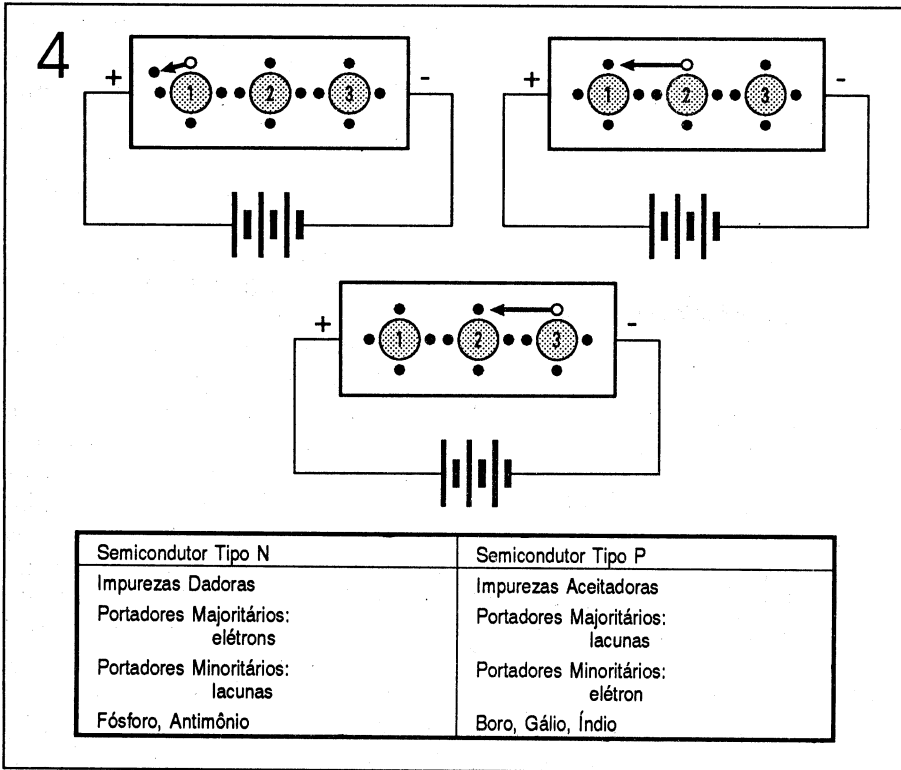 4
+ 1 2 3 -
+ 1 2 3 -
+ 1 2 3 -
Semicondutor Tipo N
Impurezas Dadoras
Portadores Majoritários:
elétrons
Portadores Minoritários:
lacunas
Fósforo, Antimônio
Semicondutor Tipo P
Impurezas Aceitadoras
Portadores Majoritários:
lacunas
Portadores Minoritários:
elétron
Boro, Gálio, Índio